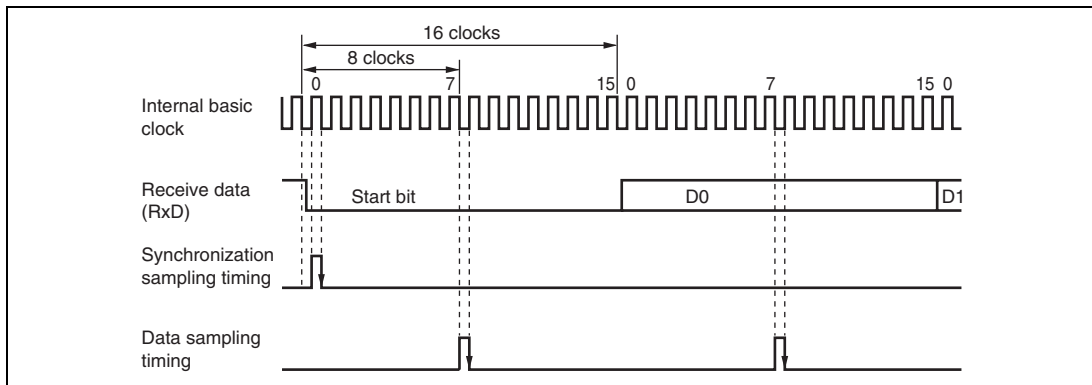 16 clocks
8 clocks
0 7 15 0 7 15 0
Internal basic
clock
Receive data
(RxD)
Start bit D0 D1
Synchronization
sampling timing
Data sampling
timing